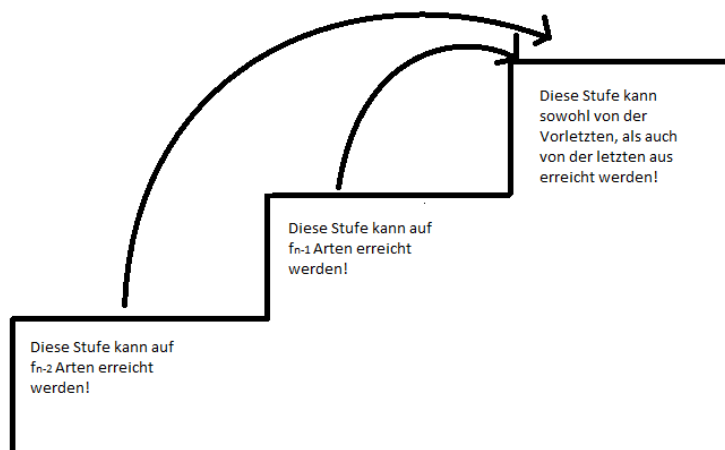 Diese Stufe kann
sowohl von der
Vorletzten, als auch
von der letzten aus
erreicht werden!
Diese Stufe kann auf
fn-1 Arten erreicht
werden!
Diese Stufe kann auf
fn-2 Arten erreicht
werden!